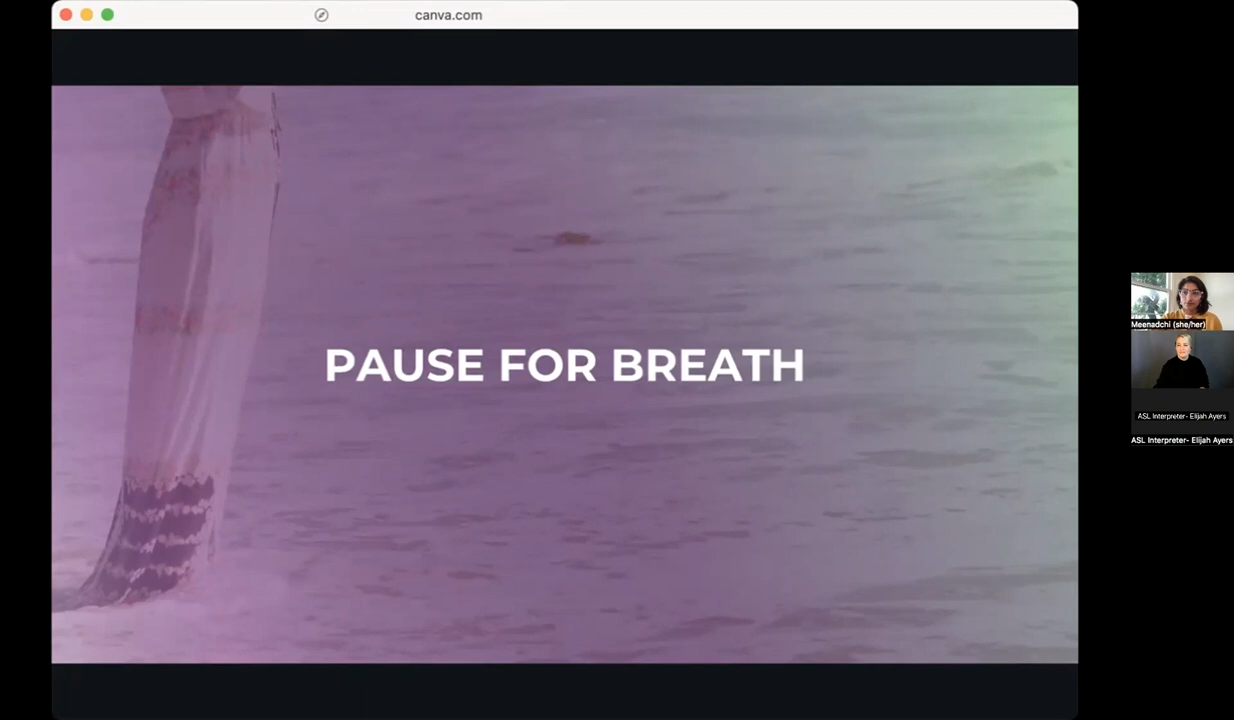 canva.com
PAUSE FOR BREATH
Meenadchi (she/her)
ASL Interpreter- Elijah Ayers
ASL Interpreter- Elijah Ayers